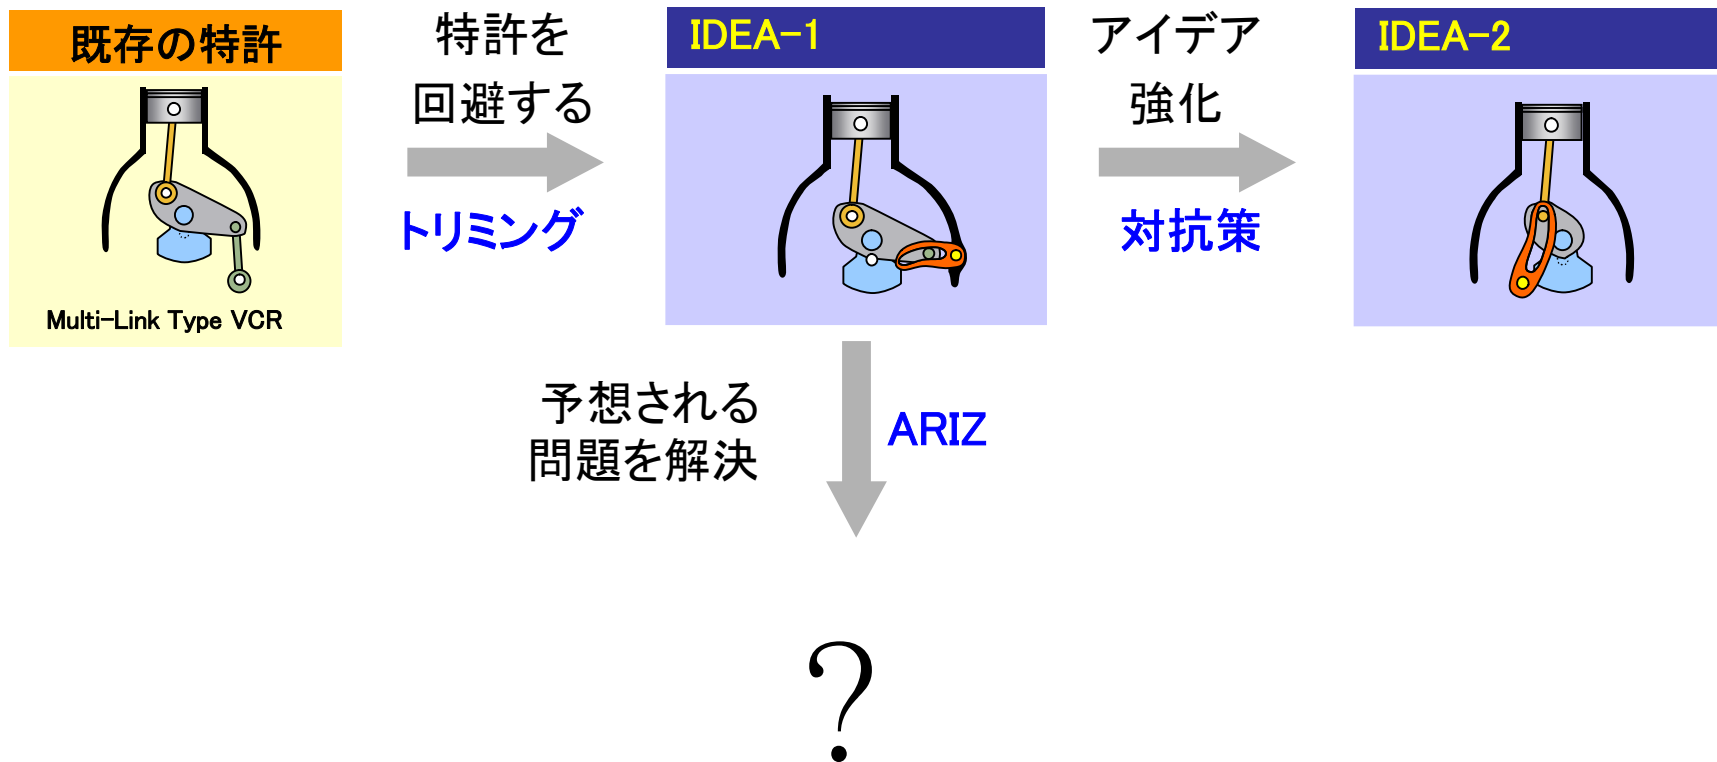 既存の特許
Multi-Link Type VCR
特許を
回避する
トリミング
IDEA-1
アイデア
強化
対抗策
IDEA-2
予想される
問題を解決
ARIZ
?